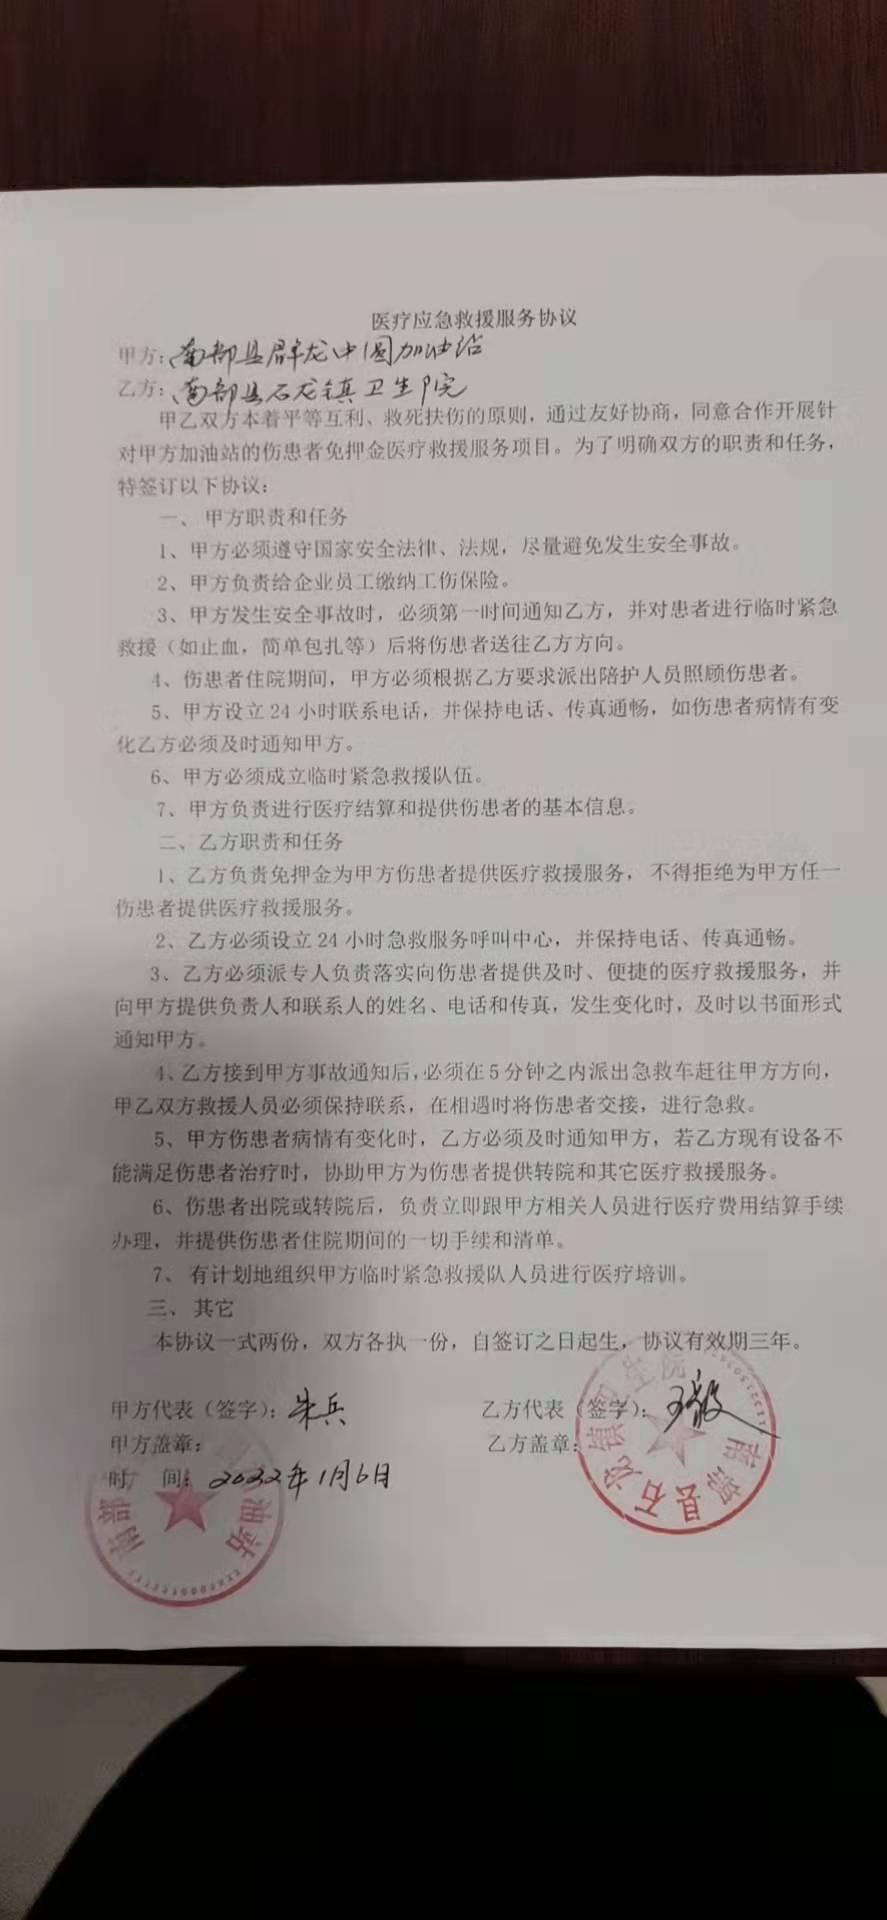 医疗应急救援服务协议
甲方：南部县群龙中国加油站
乙方：南部县石龙镇卫生院
甲乙双方本着平等互利、救死扶伤的原则，通过友好协商，同意合作开展针
对甲方加油站的伤患者免押金医疗救援服务项目。为了明确双方的职责和任务，
特签订以下协议：
一、 甲方职责和任务
1、甲方必须遵守国家安全法律、法规，尽量避免发生安全事故。
2、甲方负责给企业员工缴纳工伤保险。
3、甲方发生安全事故时，必须第一时间通知乙方，并对患者进行临时紧急
救援（如止血，简单包扎等）后将伤患者送往乙方方向。
4、伤患者住院期间，甲方必须根据乙方要求派出陪护人员照顾伤患者。
5、甲方设立 24 小时联系电话，并保持电话、传真通畅，如伤患者病情有变
化乙方必须及时通知甲方。
6、甲方必须成立临时紧急救援队伍。
7、甲方负责进行医疗结算和提供伤患者的基本信息。
二、乙方职责和任务
1、乙方负责免押金为甲方伤患者提供医疗救援服务， 不得拒绝为甲方任一
伤患者提供医疗救援服务。
2、乙方必须设立 24 小时急救服务呼叫中心，并保持电话、传真通畅。
3、乙方必须派专人负责落实向伤患者提供及时、便捷的医疗救援服务，并
向甲方提供负责人和联系人的姓名、电话和传真，发生变化时，及时以书面形式
通知甲方。
4、乙方接到甲方事故通知后，必须在 5 分钟之内派出急救车赶往甲方方向，
甲乙双方救援人员必须保持联系，在相遇时将伤患者交接，进行急救。
5、甲方伤患者病情有变化时，乙方必须及时通知甲方，若乙方现有设备不
能满足伤患者治疗时，协助甲方为伤患者提供转院和其它医疗救援服务。
6、伤患者出院或转院后，负责立即跟甲方相关人员进行医疗费用结算手续
办理，并提供伤患者住院期间的一切手续和清单。
7、 有计划地组织甲方临时紧急救援队人员进行医疗培训。
三、 其它
本协议一式两份，双方各执一份，自签订之日起生，协议有效期三年。
甲方代表（签字）：朱兵 乙方代表（签字）：
甲方盖章： 乙方盖章：
时 间：2022年1月6日
南部 油站
南部县石龙镇卫生院